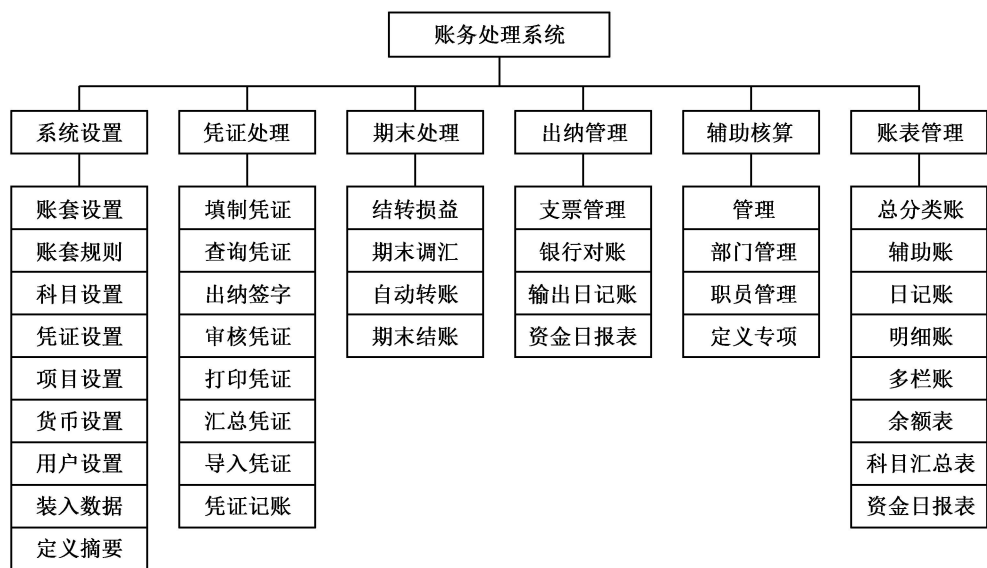 账务处理系统
系统设置
凭证处理
期末处理
出纳管理
辅助核算
账表管理
账套设置
账套规则
科目设置
凭证设置
项目设置
货币设置
用户设置
装入数据
定义摘要
填制凭证
查询凭证
出纳签字
审核凭证
打印凭证
汇总凭证
导入凭证
凭证记账
结转损益
期末调汇
自动转账
期末结账
支票管理
银行对账
输出日记账
资金日报表
管理
部门管理
职员管理
定义专项
总分类账
辅助账
日记账
明细账
多栏账
余额表
科目汇总表
资金日报表